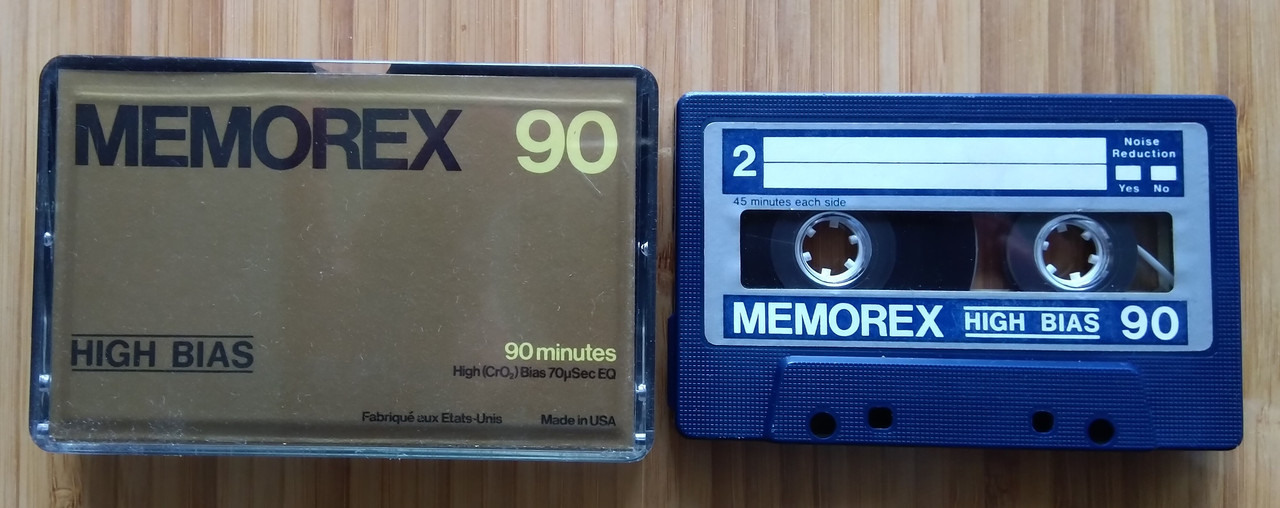 MEMOREX 90
HIGH BIAS
90 minutes
High (CrO₂) Bias 70µSec EQ
Fabriqué aux Etats-Unis Made in USA
2
Noise
Reduction
Yes No
45 minutes each side
MEMOREX HIGH BIAS 90